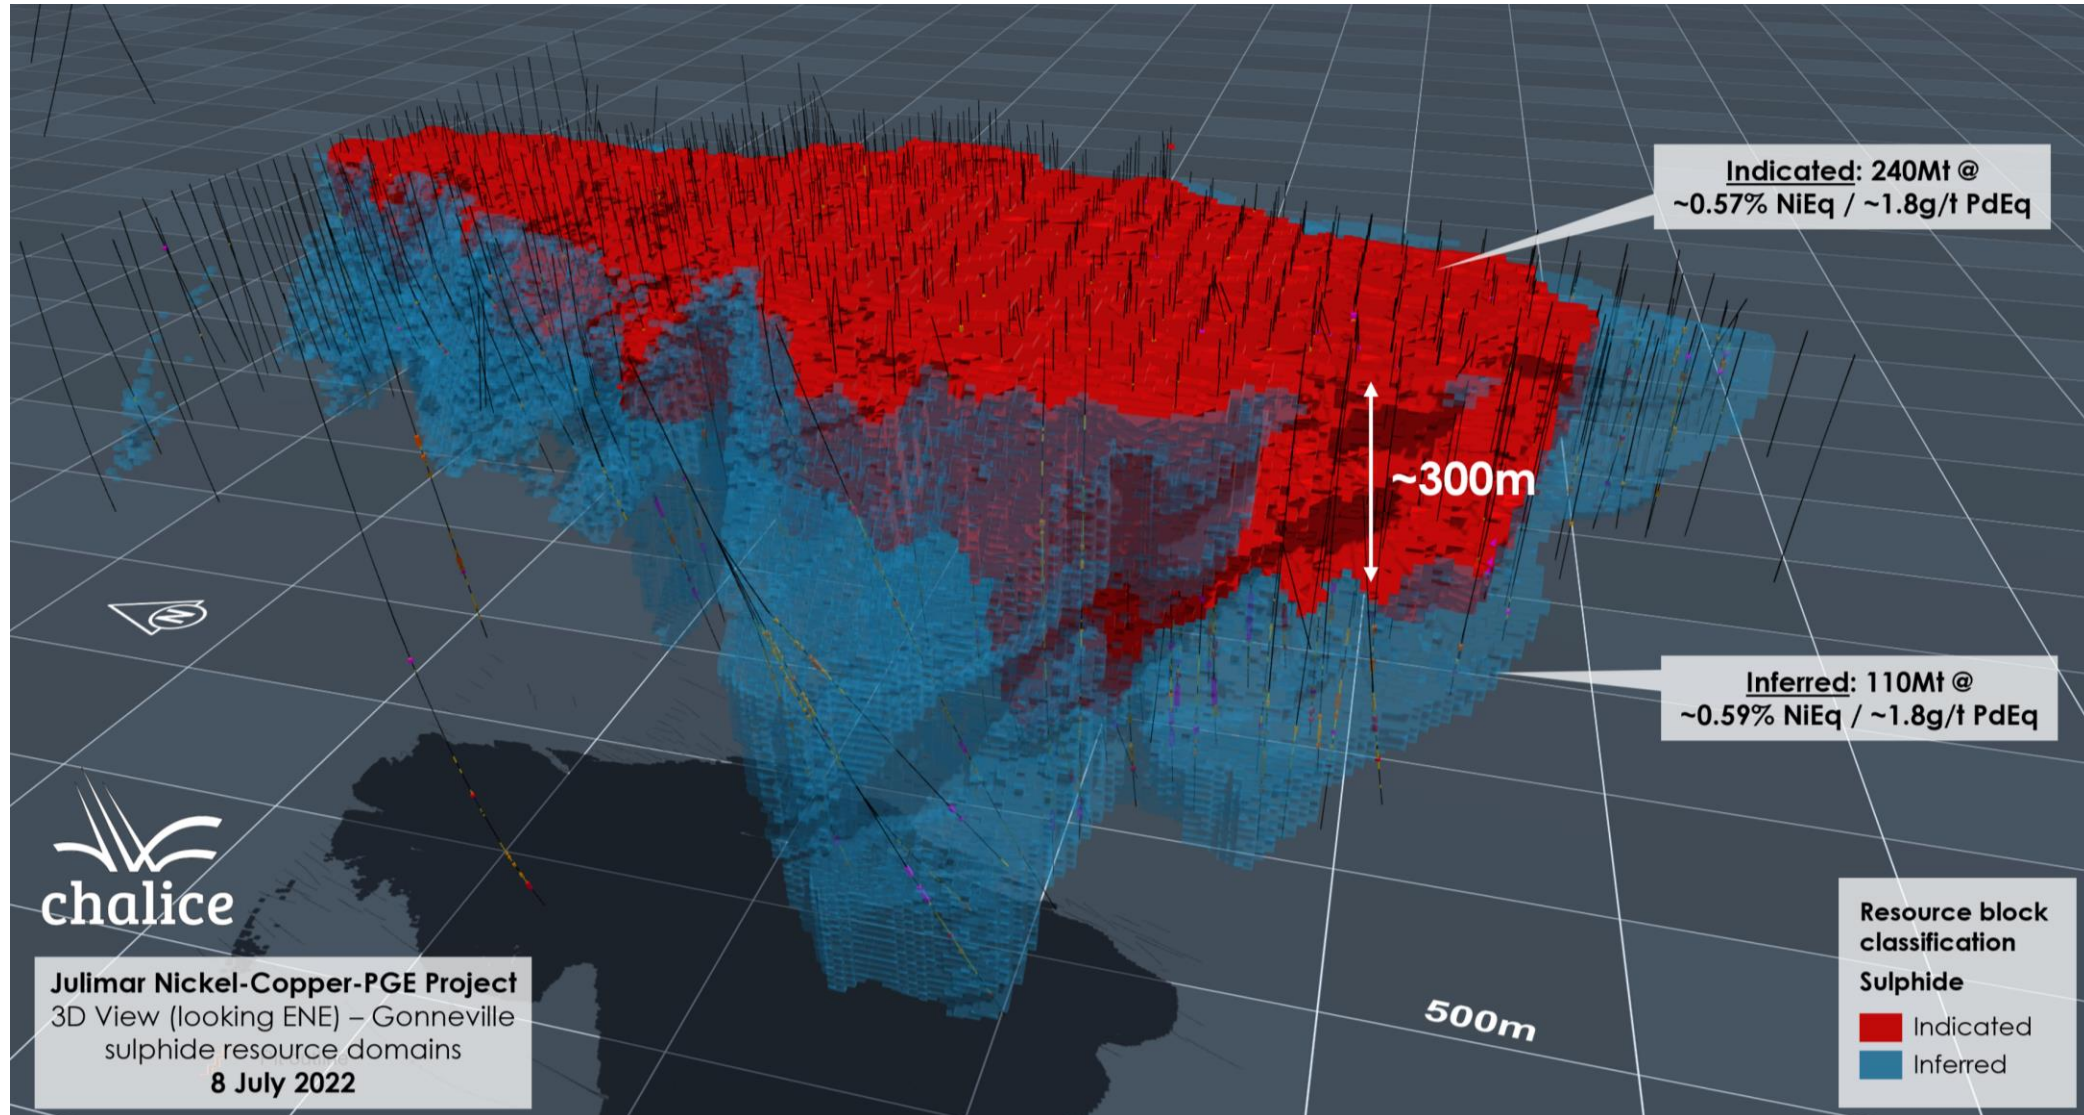 Indicated: 240Mt @
~0.57% NiEq / ~1.8g/t PdEq
~300m
Inferred: 110Mt @
~0.59% NiEq / ~1.8g/t PdEq
N
chalice
Julimar Nickel-Copper-PGE Project
3D View (looking ENE) – Gonneville
sulphide resource domains
8 July 2022
500m
Resource block
classification
Sulphide
Indicated
Inferred